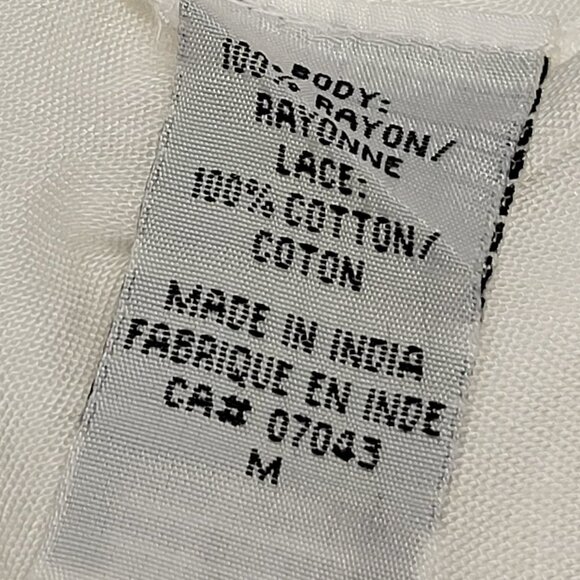 BODY:
100% RAYON/
RAYONNE
LACE:
100% COTTON/
COTON
MADE IN INDIA
FABRIQUE EN INDE
CA# 07043
M